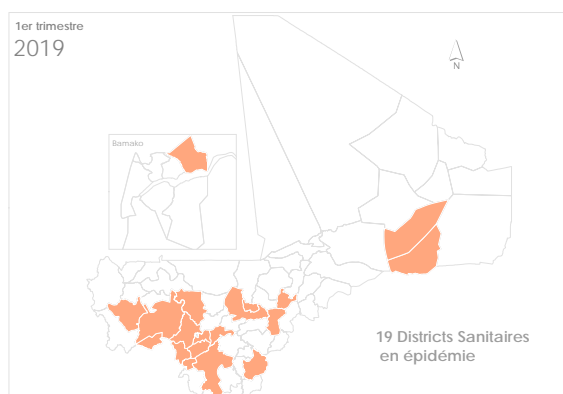 1er trimestre
2019
N
Bamako
19 Districts Sanitaires
en épidémie